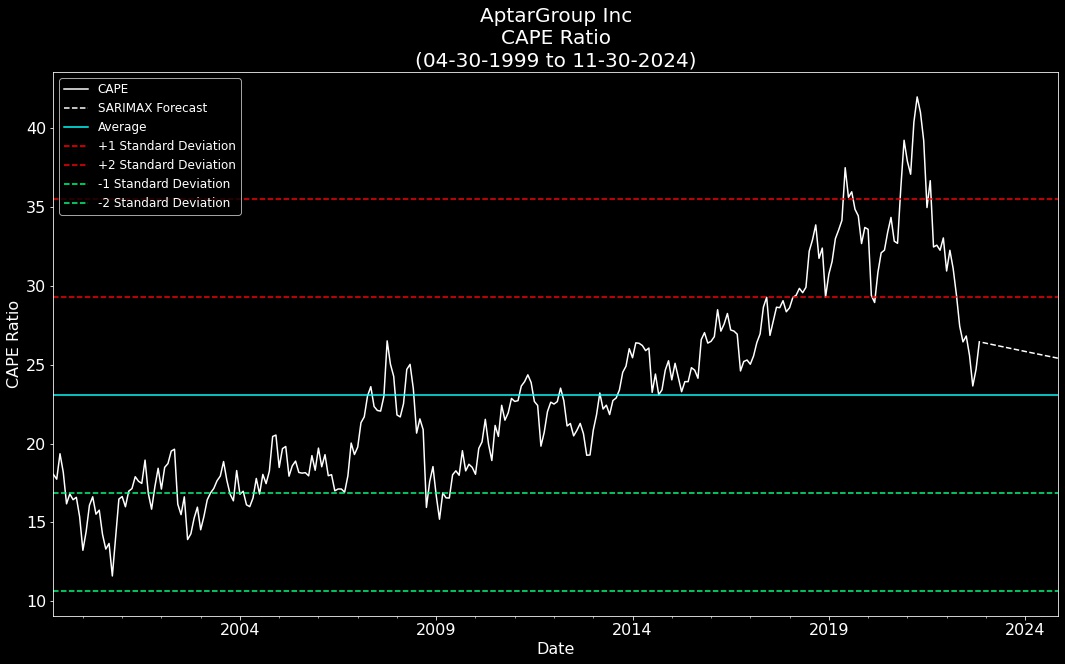 AptarGroup Inc
CAPE Ratio
(04-30-1999 to 11-30-2024)
CAPE
SARIMAX Forecast
Average
+1 Standard Deviation
+2 Standard Deviation
-1 Standard Deviation
-2 Standard Deviation
40
35
30
25
20
15
10
CAPE Ratio
2004
2009
2014
2019
2024
Date